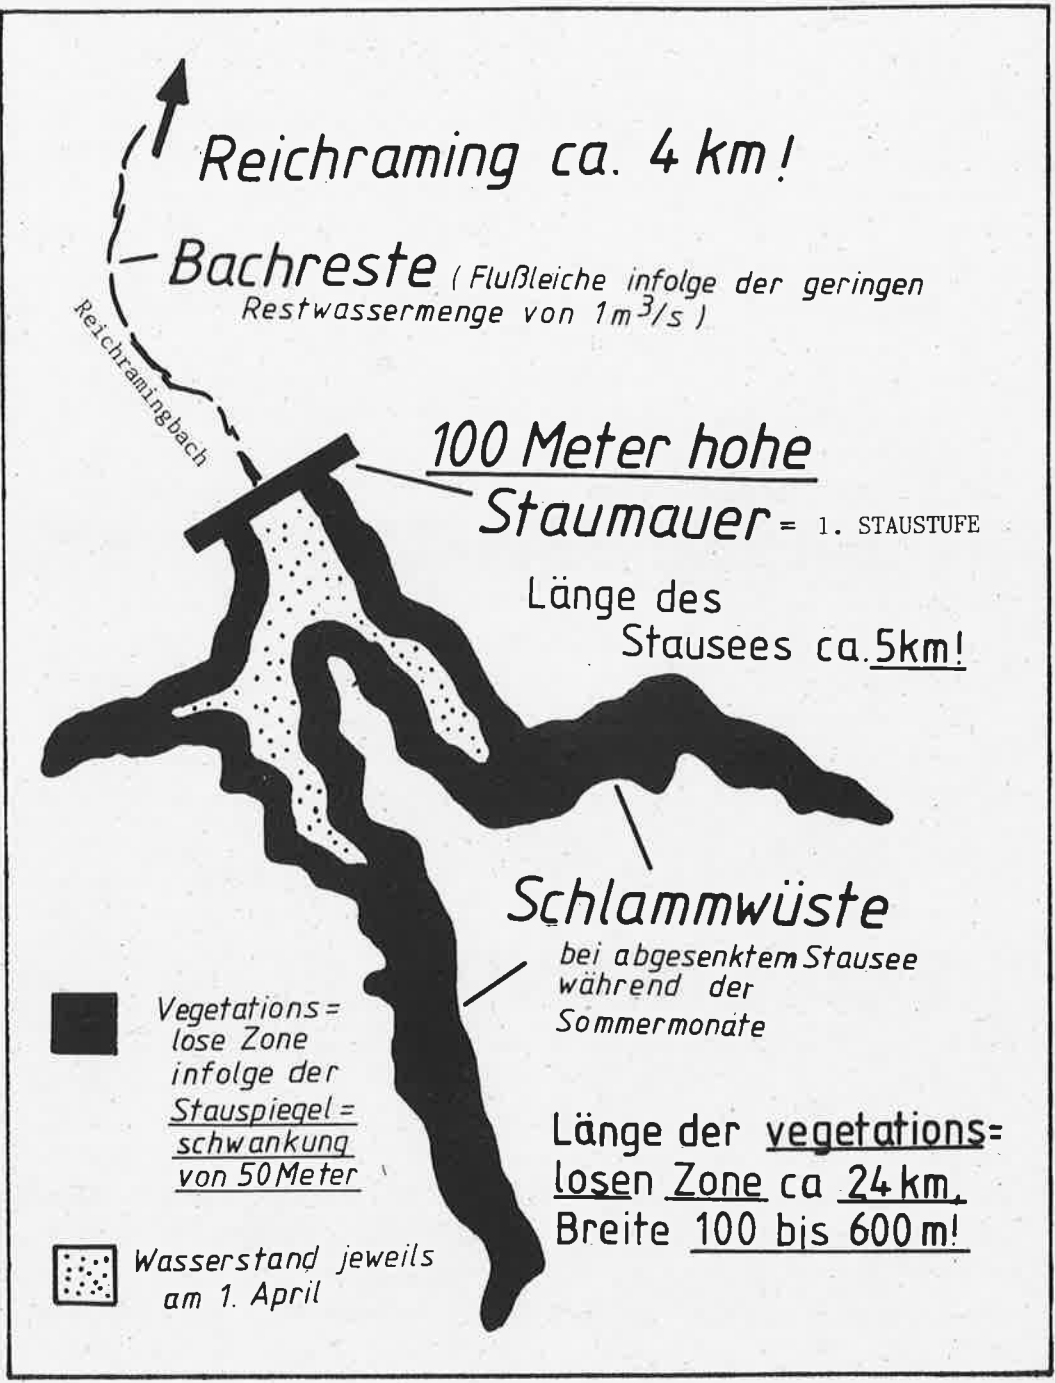 Reichraming ca. 4 km!
Bachreste (Flußleiche infolge der geringen
Restwassermenge von 1m³/s)
Reichramingbach
100 Meter hohe
Staumauer = 1. STAUSTUFE
Länge des
Stausees ca. 5km!
Schlammwüste
bei abgesenktem Stausee
während der
Sommermonate
Vegetations=
lose Zone
infolge der
Stauspiegel=
schwankung
von 50 Meter
Länge der vegetations=
losen Zone ca 24 km,
Breite 100 bis 600 m!
Wasserstand jeweils
am 1. April